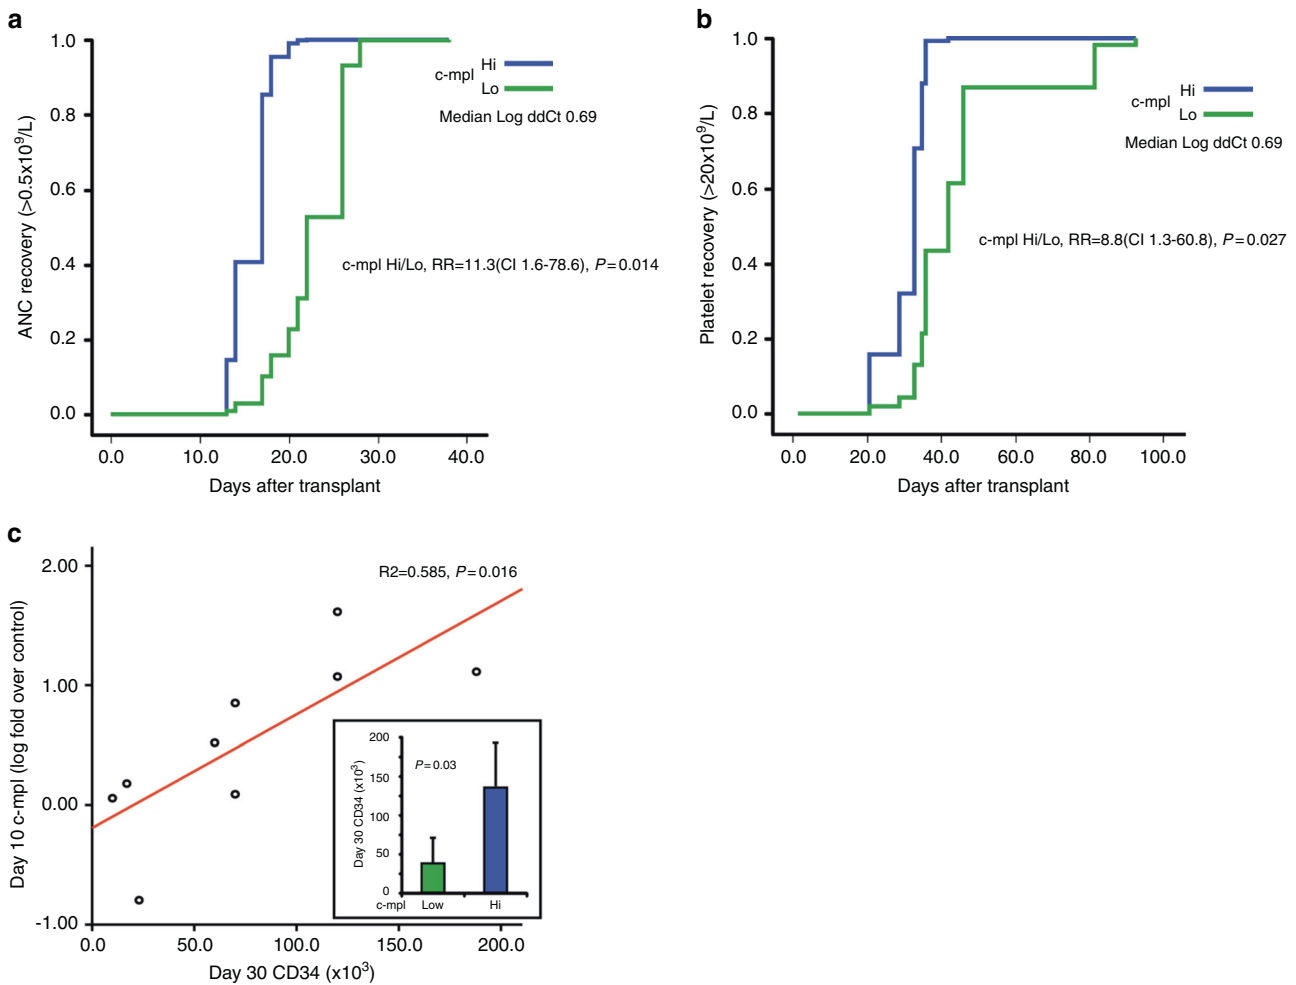 a
1.0
0.8
0.6
0.4
0.2
0.0
ANC recovery (>0.5x10⁹/L)
c-mpl
Hi
Lo
Median Log ddCt 0.69
c-mpl Hi/Lo, RR=11.3(CI 1.6-78.6), P=0.014
0.0 10.0 20.0 30.0 40.0
Days after transplant
b
1.0
0.8
0.6
0.4
0.2
0.0
Platelet recovery (>20x10⁹/L)
c-mpl
Hi
Lo
Median Log ddCt 0.69
c-mpl Hi/Lo, RR=8.8(CI 1.3-60.8), P=0.027
0.0 20.0 40.0 60.0 80.0 100.0
Days after transplant
c
2.00
1.00
0.00
-1.00
Day 10 c-mpl (log fold over control)
R2=0.585, P=0.016
200
150
100
50
0
Day 30 CD34 (x10³)
P=0.03
c-mpl Low Hi
0.0 50.0 100.0 150.0 200.0
Day 30 CD34 (x10³)